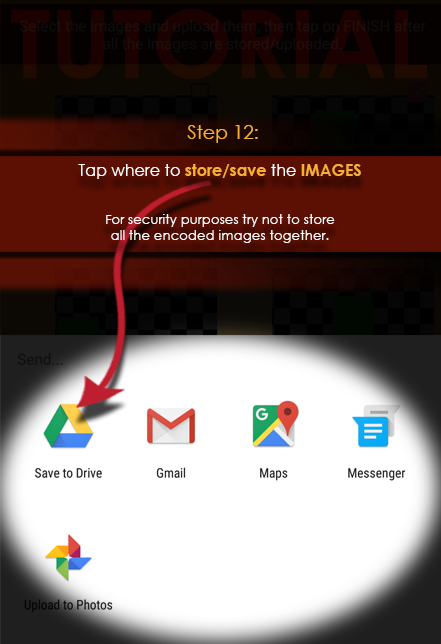 TUTORIAL
Select the images and upload them, then tap on FINISH after
all the images are stored/uploaded.
Step 12:
Tap where to store/save the IMAGES
For security purposes try not to store
all the encoded images together.
Send...
Save to Drive
Gmail
Maps
Messenger
Upload to Photos